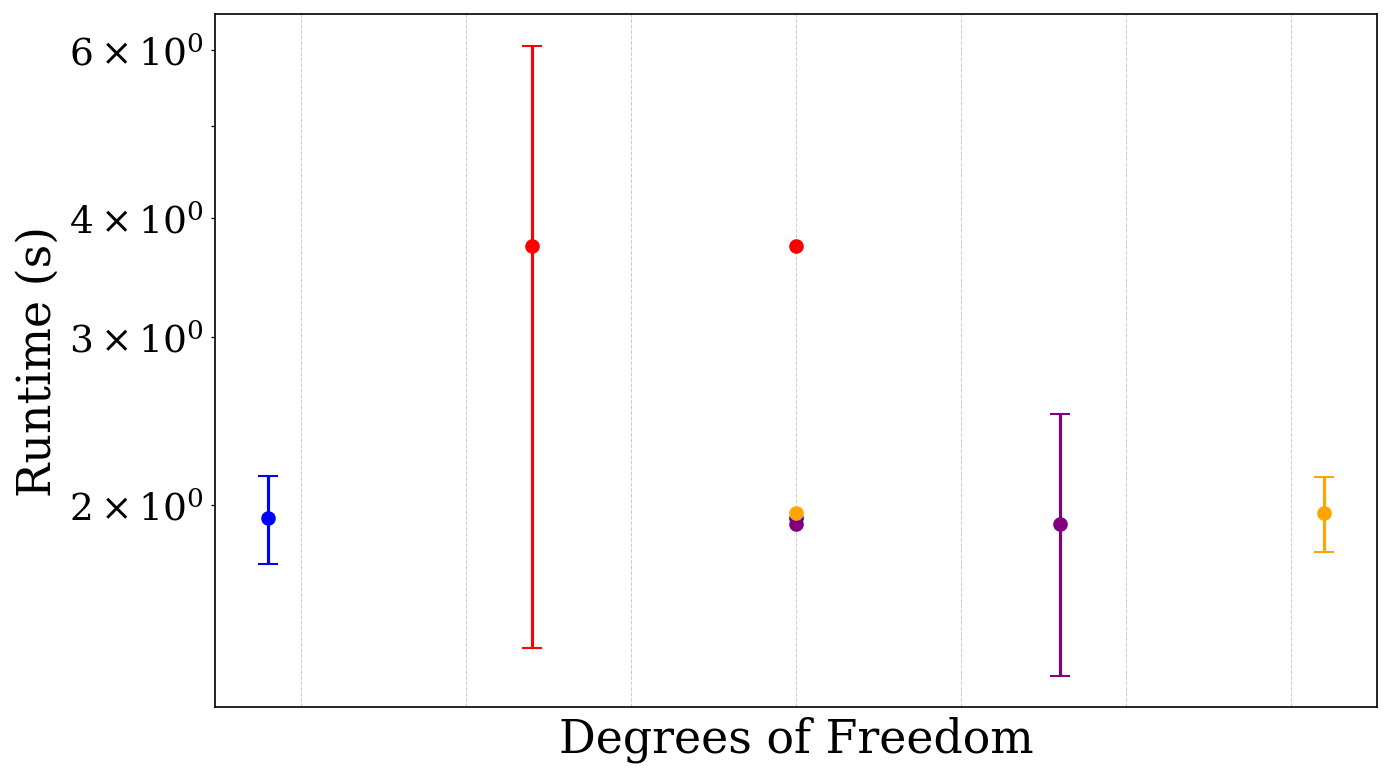 Runtime (s)
6 × 10⁰
4 × 10⁰
3 × 10⁰
2 × 10⁰
Degrees of Freedom